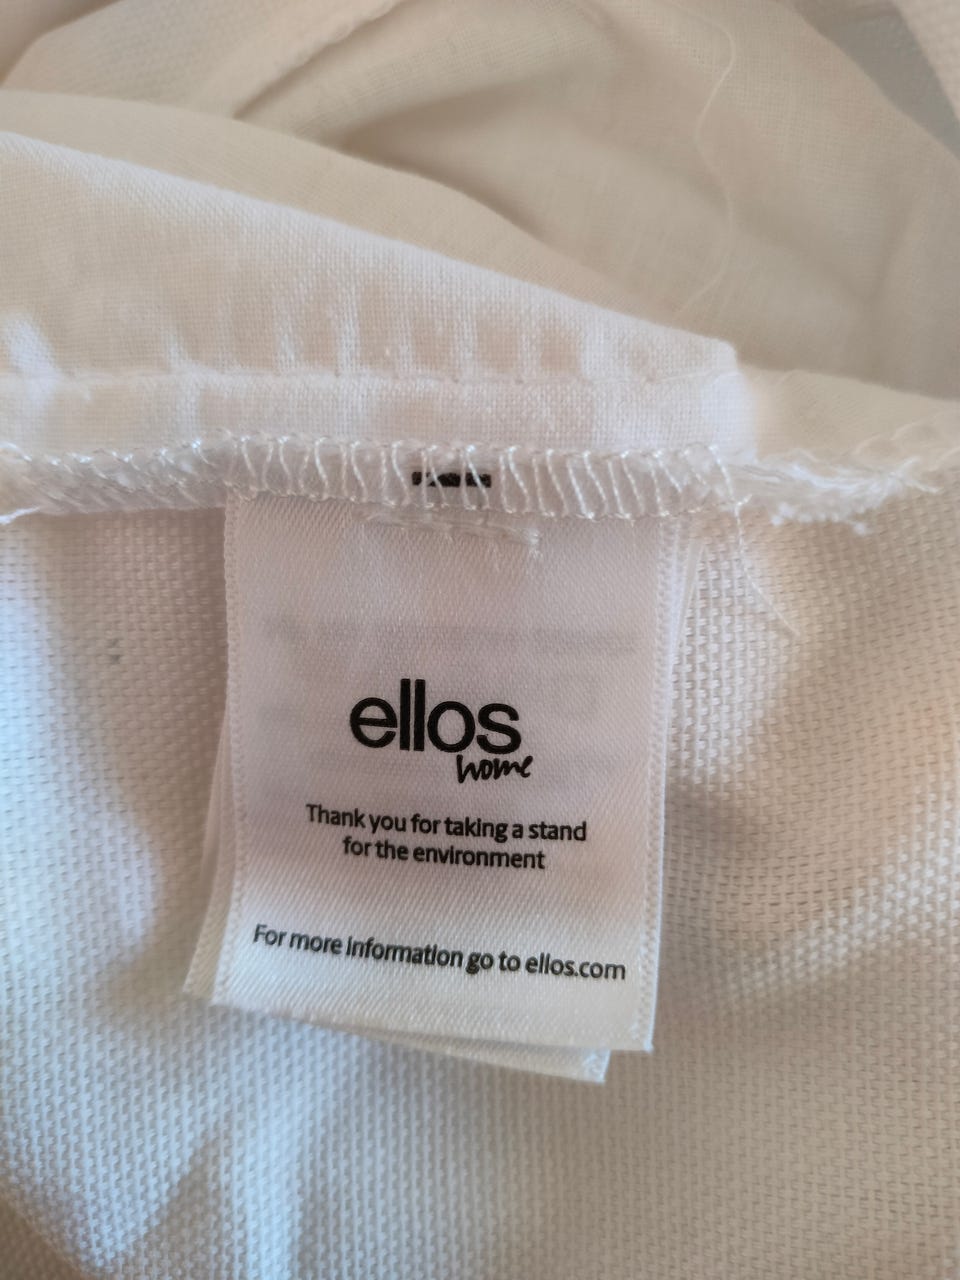 ellos
home
Thank you for taking a stand
for the environment
For more information go to ellos.com